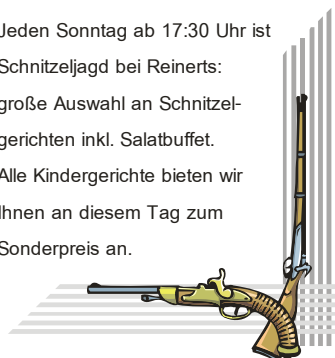 Jeden Sonntag ab 17:30 Uhr ist
Schnitzeljagd bei Reinerts:
große Auswahl an Schnitzel-
gerichten inkl. Salatbuffet.
Alle Kindergerichte bieten wir
Ihnen an diesem Tag zum
Sonderpreis an.